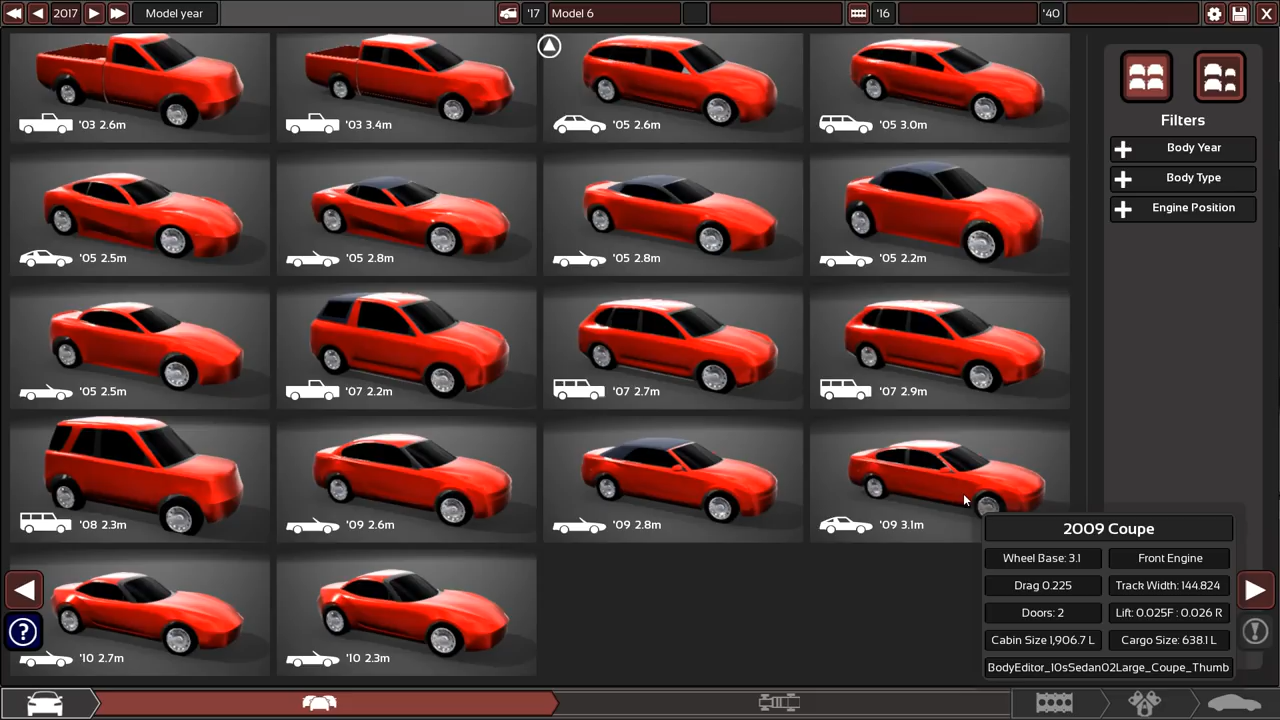 2017
Model year
'17
Model 6
'16
'40
'03 2.6m
'03 3.4m
'05 2.6m
'05 3.0m
'05 2.5m
'05 2.8m
'05 2.8m
'05 2.2m
'05 2.5m
'07 2.2m
'07 2.7m
'07 2.9m
'08 2.3m
'09 2.6m
'09 2.8m
'09 3.1m
'10 2.7m
'10 2.3m
Filters
Body Year
Body Type
Engine Position
2009 Coupe
Wheel Base: 3.1
Front Engine
Drag 0.225
Track Width: 144.824
Doors: 2
Lift: 0.025F : 0.026 R
Cabin Size 1,906.7 L
Cargo Size: 638.1 L
BodyEditor_10sSedan02Large_Coupe_Thumb
?